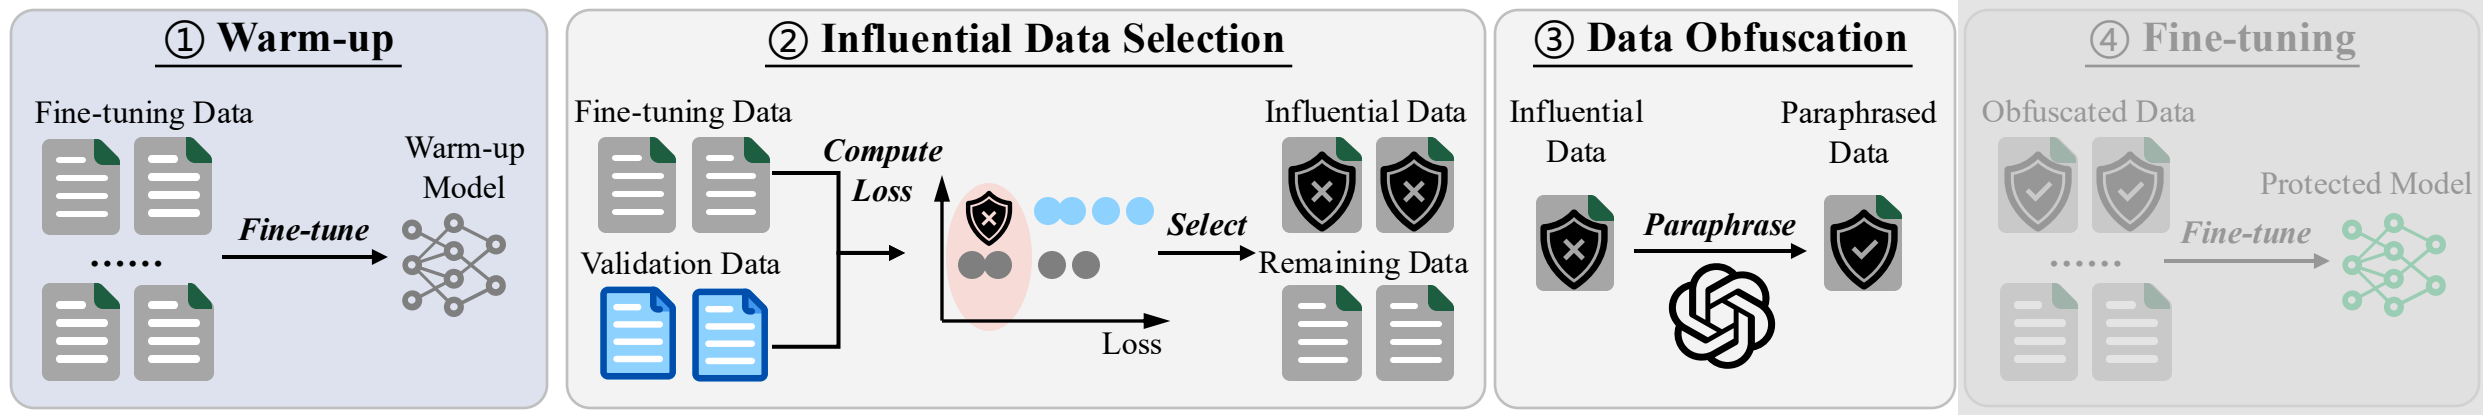 ① Warm-up
Fine-tuning Data
Warm-up
Model
Fine-tune
......
② Influential Data Selection
Fine-tuning Data
Validation Data
Compute
Loss
Loss
Select
Influential Data
Remaining Data
③ Data Obfuscation
Influential
Data
Paraphrase
Paraphrased
Data
④ Fine-tuning
Obfuscated Data
Protected Model
Fine-tune
......